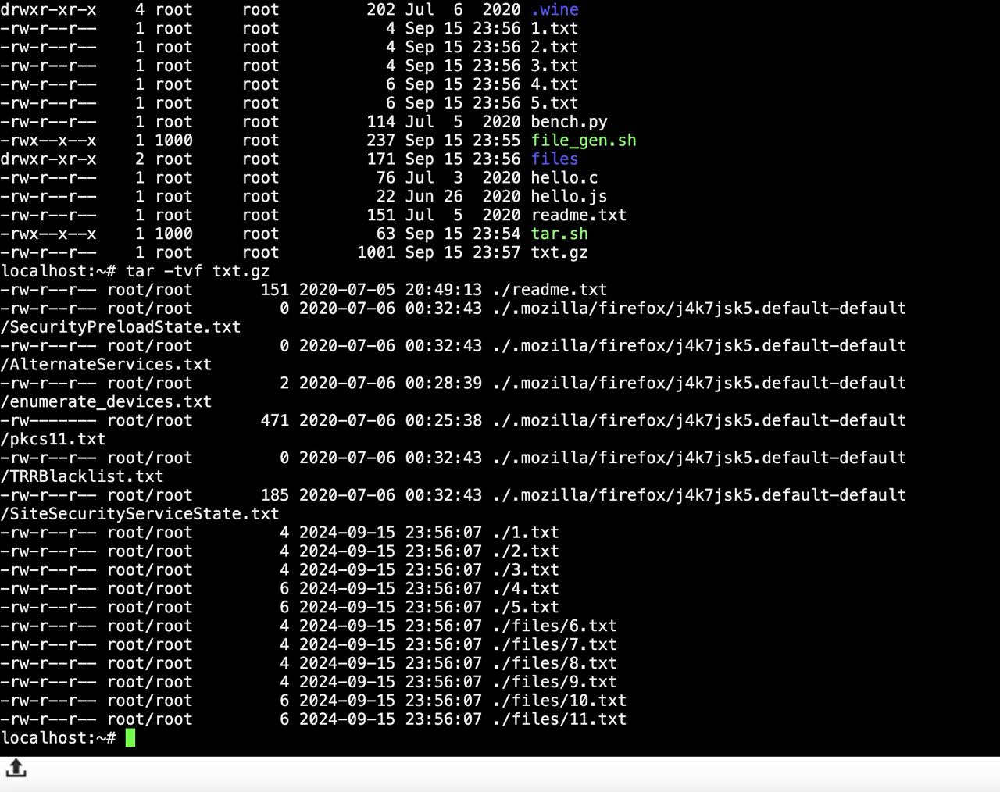 drwxr-xr-x    4 root     root           202 Jul  6  2020 .wine
-rw-r--r--    1 root     root             4 Sep 15 23:56 1.txt
-rw-r--r--    1 root     root             4 Sep 15 23:56 2.txt
-rw-r--r--    1 root     root             4 Sep 15 23:56 3.txt
-rw-r--r--    1 root     root             6 Sep 15 23:56 4.txt
-rw-r--r--    1 root     root             6 Sep 15 23:56 5.txt
-rw-r--r--    1 root     root           114 Jul  5  2020 bench.py
-rwx--x--x    1 1000     root           237 Sep 15 23:55 file_gen.sh
drwxr-xr-x    2 root     root           171 Sep 15 23:56 files
-rw-r--r--    1 root     root            76 Jul  3  2020 hello.c
-rw-r--r--    1 root     root            22 Jun 26  2020 hello.js
-rw-r--r--    1 root     root           151 Jul  5  2020 readme.txt
-rwx--x--x    1 1000     root            63 Sep 15 23:54 tar.sh
-rw-r--r--    1 root     root          1001 Sep 15 23:57 txt.gz
localhost:~# tar -tvf txt.gz
-rw-r--r-- root/root       151 2020-07-05 20:49:13 ./readme.txt
-rw-r--r-- root/root         0 2020-07-06 00:32:43 ./.mozilla/firefox/j4k7jsk5.default-default
/SecurityPreloadState.txt
-rw-r--r-- root/root         0 2020-07-06 00:32:43 ./.mozilla/firefox/j4k7jsk5.default-default
/AlternateServices.txt
-rw-r--r-- root/root         2 2020-07-06 00:28:39 ./.mozilla/firefox/j4k7jsk5.default-default
/enumerate_devices.txt
-rw------- root/root       471 2020-07-06 00:25:38 ./.mozilla/firefox/j4k7jsk5.default-default
/pkcs11.txt
-rw-r--r-- root/root         0 2020-07-06 00:32:43 ./.mozilla/firefox/j4k7jsk5.default-default
/TRRBlacklist.txt
-rw-r--r-- root/root       185 2020-07-06 00:32:43 ./.mozilla/firefox/j4k7jsk5.default-default
/SiteSecurityServiceState.txt
-rw-r--r-- root/root         4 2024-09-15 23:56:07 ./1.txt
-rw-r--r-- root/root         4 2024-09-15 23:56:07 ./2.txt
-rw-r--r-- root/root         4 2024-09-15 23:56:07 ./3.txt
-rw-r--r-- root/root         6 2024-09-15 23:56:07 ./4.txt
-rw-r--r-- root/root         6 2024-09-15 23:56:07 ./5.txt
-rw-r--r-- root/root         4 2024-09-15 23:56:07 ./files/6.txt
-rw-r--r-- root/root         4 2024-09-15 23:56:07 ./files/7.txt
-rw-r--r-- root/root         4 2024-09-15 23:56:07 ./files/8.txt
-rw-r--r-- root/root         4 2024-09-15 23:56:07 ./files/9.txt
-rw-r--r-- root/root         6 2024-09-15 23:56:07 ./files/10.txt
-rw-r--r-- root/root         6 2024-09-15 23:56:07 ./files/11.txt
localhost:~#